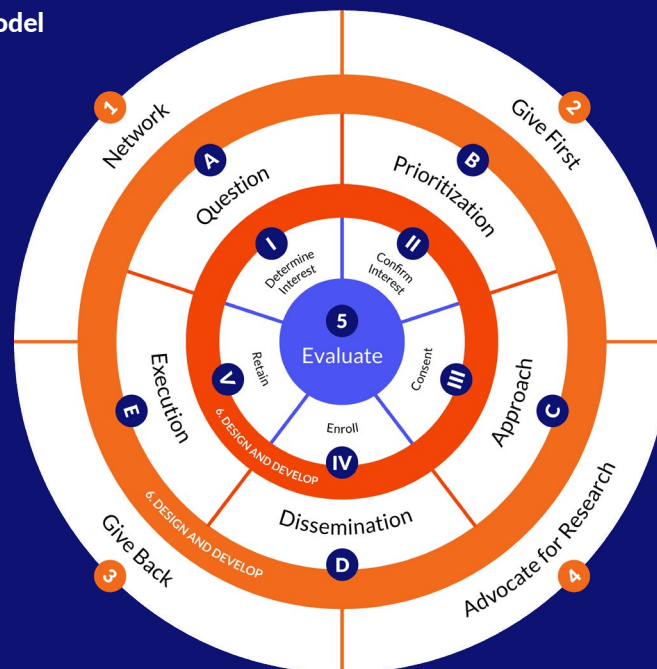 odel
1
Network
2
Give First
3
Give Back
4
Advocate for Research
A
Question
B
Prioritization
C
Approach
D
Dissemination
E
Execution
6. DESIGN AND DEVELOP
I
Determine
Interest
II
Confirm
Interest
III
Consent
IV
Enroll
V
Retain
6. DESIGN AND DEVELOP
5
Evaluate